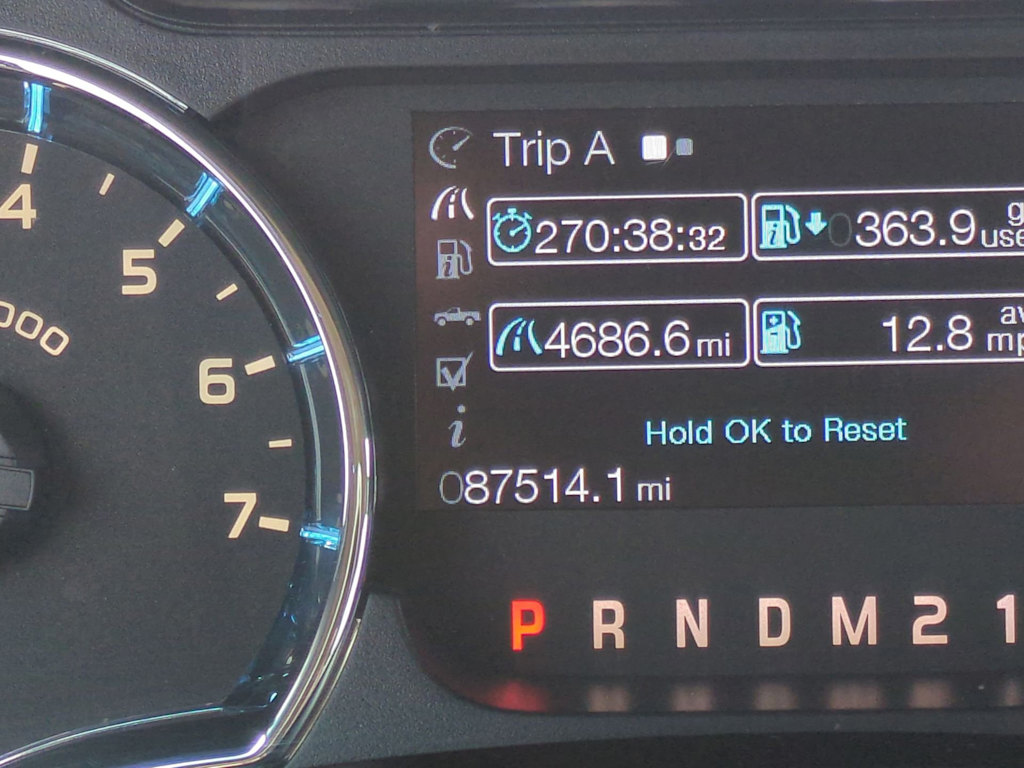 Trip A
270:38:32
0363.9
4686.6 mi
12.8
Hold OK to Reset
087514.1 mi
P R N D M 2 1
4
5
6
7